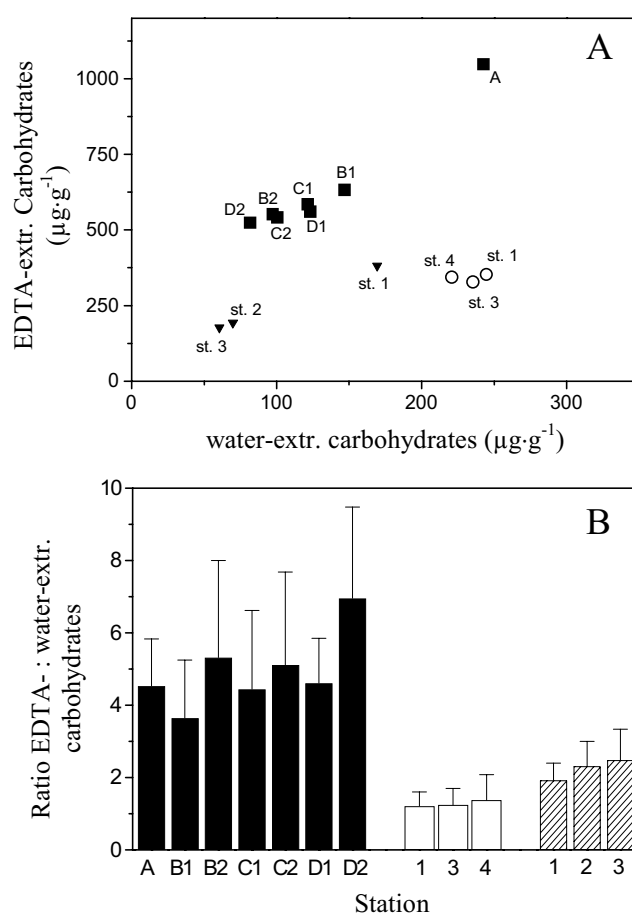 A
1000
750
500
250
0
EDTA-extr. Carbohydrates
(µg·g⁻¹)
A
B1
C1
B2
D2
C2
D1
st. 1
st. 4
st. 1
st. 3
st. 2
st. 3
0 100 200 300
water-extr. carbohydrates (µg·g⁻¹)
B
10
8
6
4
2
0
Ratio EDTA- : water-extr.
carbohydrates
A B1 B2 C1 C2 D1 D2 1 3 4 1 2 3
Station